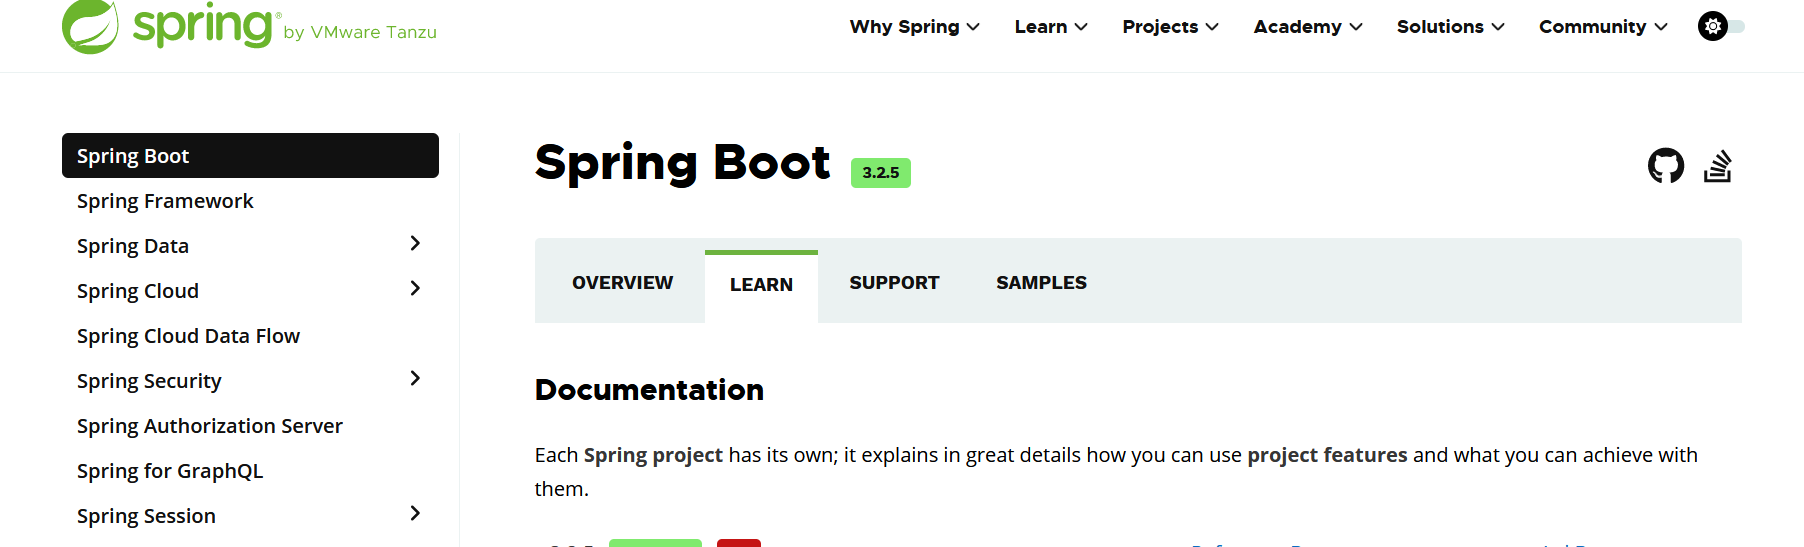 spring® by VMware Tanzu
Why Spring Learn Projects Academy Solutions Community
Spring Boot
Spring Framework
Spring Data
Spring Cloud
Spring Cloud Data Flow
Spring Security
Spring Authorization Server
Spring for GraphQL
Spring Session
Spring Boot 3.2.5
OVERVIEW LEARN SUPPORT SAMPLES
Documentation
Each Spring project has its own; it explains in great details how you can use project features and what you can achieve with
them.